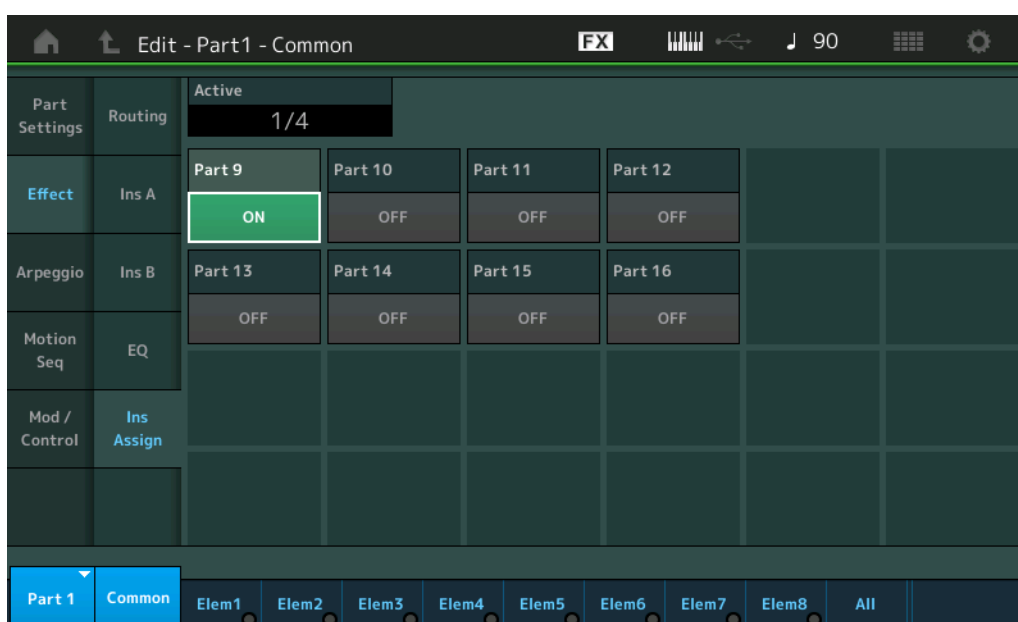 Edit - Part1 - Common FX 90
Part Settings
Effect
Arpeggio
Motion Seq
Mod / Control
Routing
Ins A
Ins B
EQ
Ins Assign
Active
1/4
Part 9 Part 10 Part 11 Part 12
ON OFF OFF OFF
Part 13 Part 14 Part 15 Part 16
OFF OFF OFF OFF
Part 1 Common Elem1 Elem2 Elem3 Elem4 Elem5 Elem6 Elem7 Elem8 All